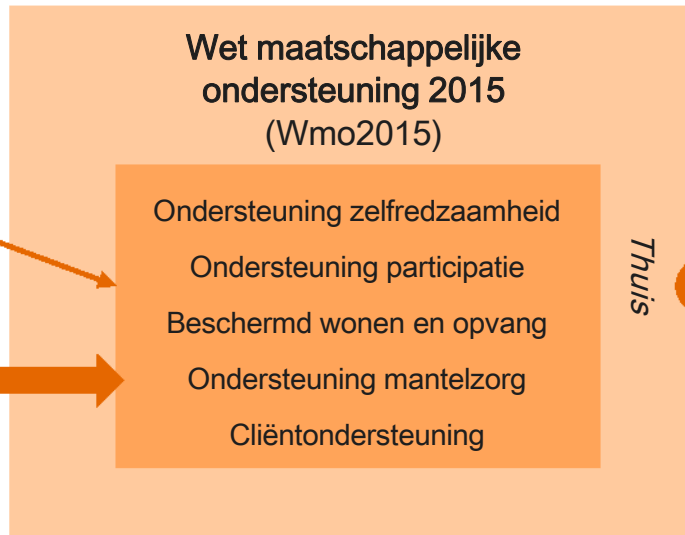 Wet maatschappelijke
ondersteuning 2015
(Wmo2015)
Ondersteuning zelfredzaamheid
Ondersteuning participatie
Beschermd wonen en opvang
Ondersteuning mantelzorg
Cliëntondersteuning
Thuis